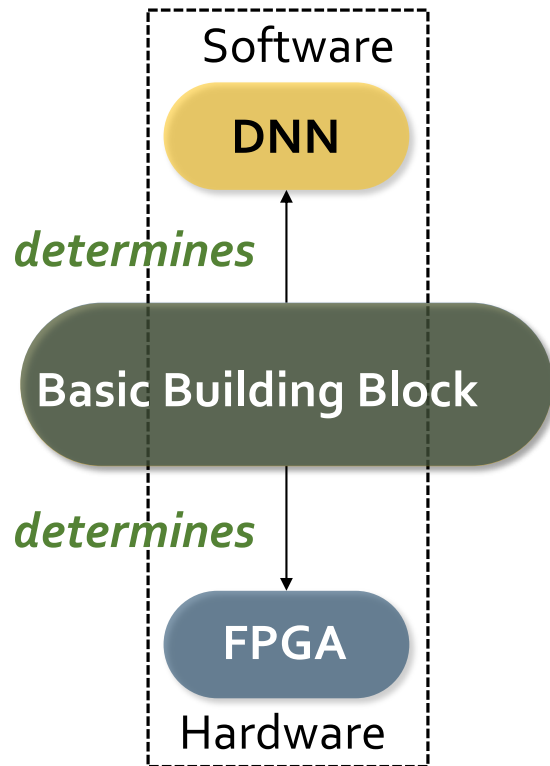 Software
DNN
determines
Basic Building Block
determines
FPGA
Hardware